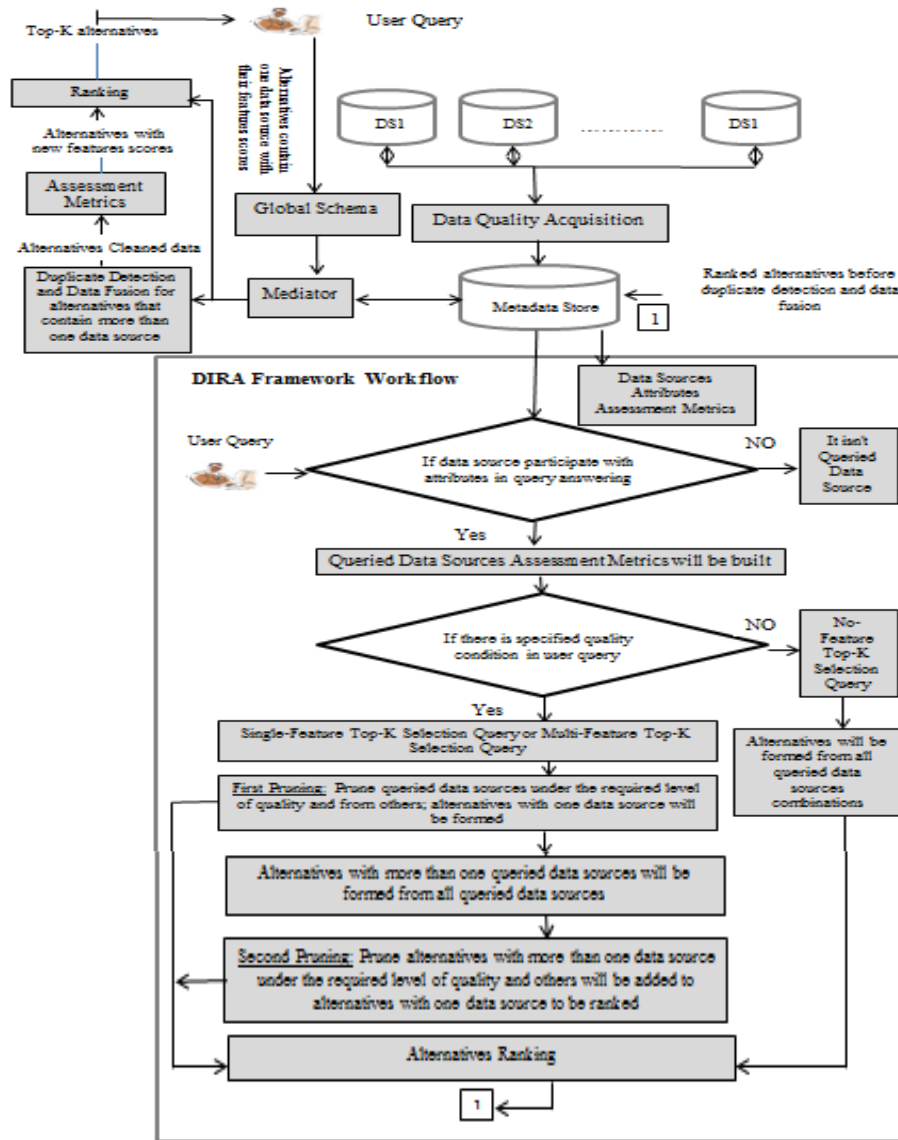 Top-K alternatives
User Query
Ranking
Alternatives contain
one data source with
their features scores
DS1
DS2
....................
DS1
Alternatives with
new features scores
Assessment
Metrics
Global Schema
Data Quality Acquisition
Alternatives Cleaned data
Duplicate Detection
and Data Fusion for
alternatives that
contain more than
one data source
Mediator
Metadata Store
Ranked alternatives before
duplicate detection and data
fusion
1
DIRA Framework Workflow
Data Sources
Attributes
Assessment Metrics
User Query
If data source participate with
attributes in query answering
NO
It isn't
Queried
Data
Source
Yes
Queried Data Sources Assessment Metrics will be built
If there is specified quality
condition in user query
NO
No-
Feature
Top-K
Selection
Query
Yes
Single-Feature Top-K Selection Query or Multi-Feature Top-K
Selection Query
Alternatives will be
formed from all
queried data
sources
combinations
First Pruning: Prune queried data sources under the required level
of quality and from others; alternatives with one data source will
be formed
Alternatives with more than one queried data sources will be
formed from all queried data sources
Second Pruning: Prune alternatives with more than one data source
under the required level of quality and others will be added to
alternatives with one data source to be ranked
Alternatives Ranking
1